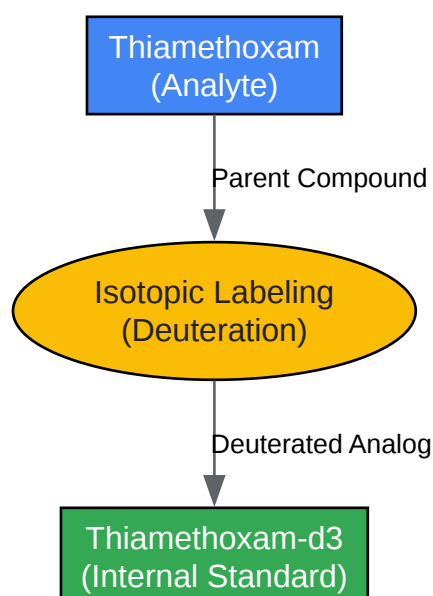 Thiamethoxam
(Analyte)
Parent Compound
Isotopic Labeling
(Deuteration)
Deuterated Analog
Thiamethoxam-d3
(Internal Standard)